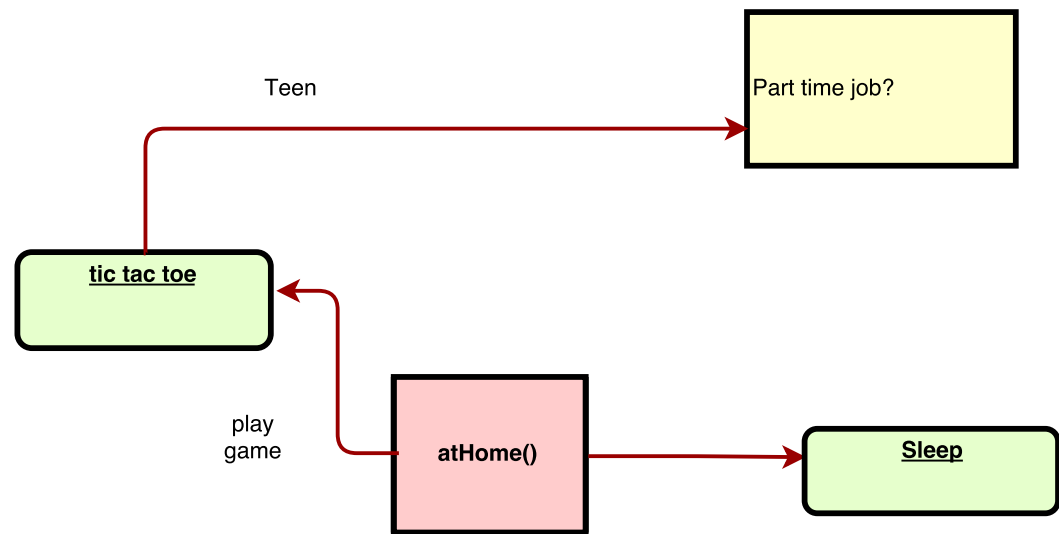 Teen
Part time job?
tic tac toe
play
game
atHome()
Sleep